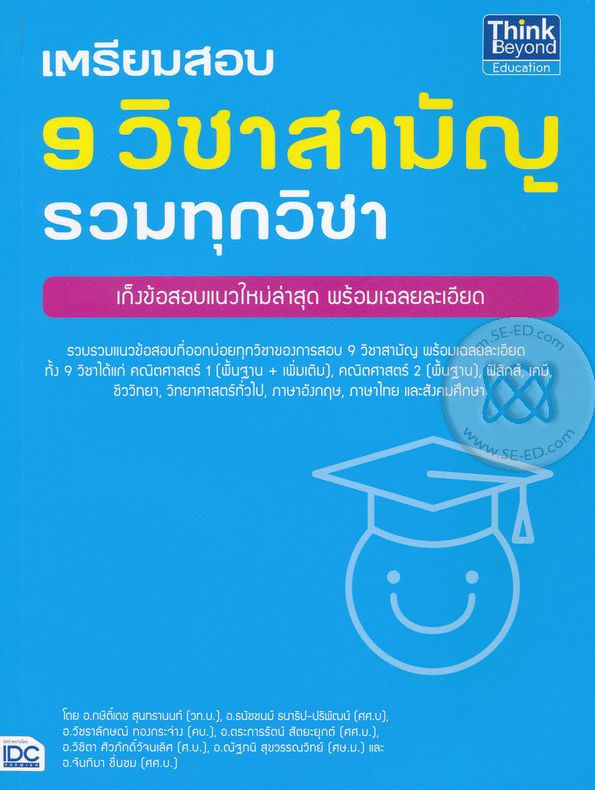 Think
Beyond
Education
เตรียมสอบ
9 วิชาสามัญ
รวมทุกวิชา
เก็งข้อสอบแนวใหม่ล่าสุด พร้อมเฉลยละเอียด
รวบรวมแนวข้อสอบที่ออกบ่อยทุกวิชาของการสอบ 9 วิชาสามัญ พร้อมเฉลยละเอียด
ทั้ง 9 วิชาได้แก่ คณิตศาสตร์ 1 (พื้นฐาน + เพิ่มเติม), คณิตศาสตร์ 2 (พื้นฐาน), ฟิสิกส์, เคมี,
ชีววิทยา, วิทยาศาสตร์ทั่วไป, ภาษาอังกฤษ, ภาษาไทย และสังคมศึกษา
www.SE-ED.com
www.SE-ED.com
โดย อ.กษิติ์เดช สุนทรานนท์ (วท.บ.), อ.ธนัชชนม์ ธนาธิป-ปริพัฒน์ (ศศ.บ),
อ.วัชราลักษณ์ ทองกระจ่าง (คบ.), อ.ตระการรัตน์ สัตยะยุกต์ (ศศ.บ.),
อ.วิชิตา ศิวภักดิ์วัจนเลิศ (ศ.บ.), อ.ณัฐทนี สุขวรรณวิทย์ (ศษ.ม.) และ
อ.จันทิมา ชื่นชม (ศศ.บ.)
IDC
PREMIER